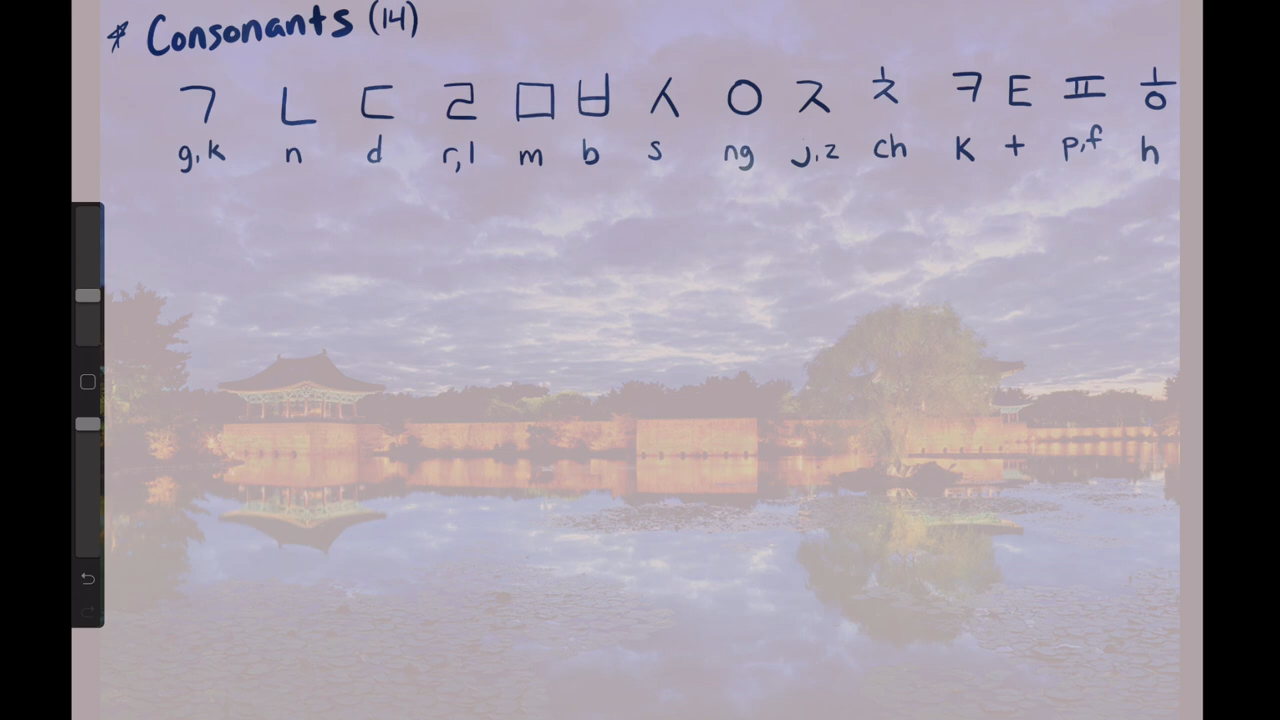 * Consonants (14)
ㄱ ㄴ ㄷ ㄹ ㅁ ㅂ ㅅ ㅇ ㅈ ㅊ ㅋ ㅌ ㅍ ㅎ
g,k n d r,l m b s ng j,z ch k t p,f h